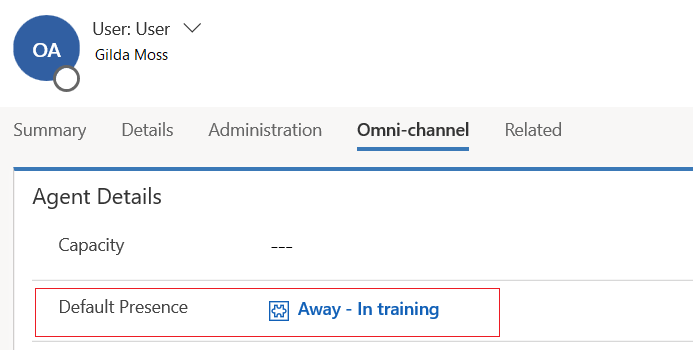 OA
User: User
Gilda Moss
Summary Details Administration Omni-channel Related
Agent Details
Capacity ---
Default Presence Away - In training